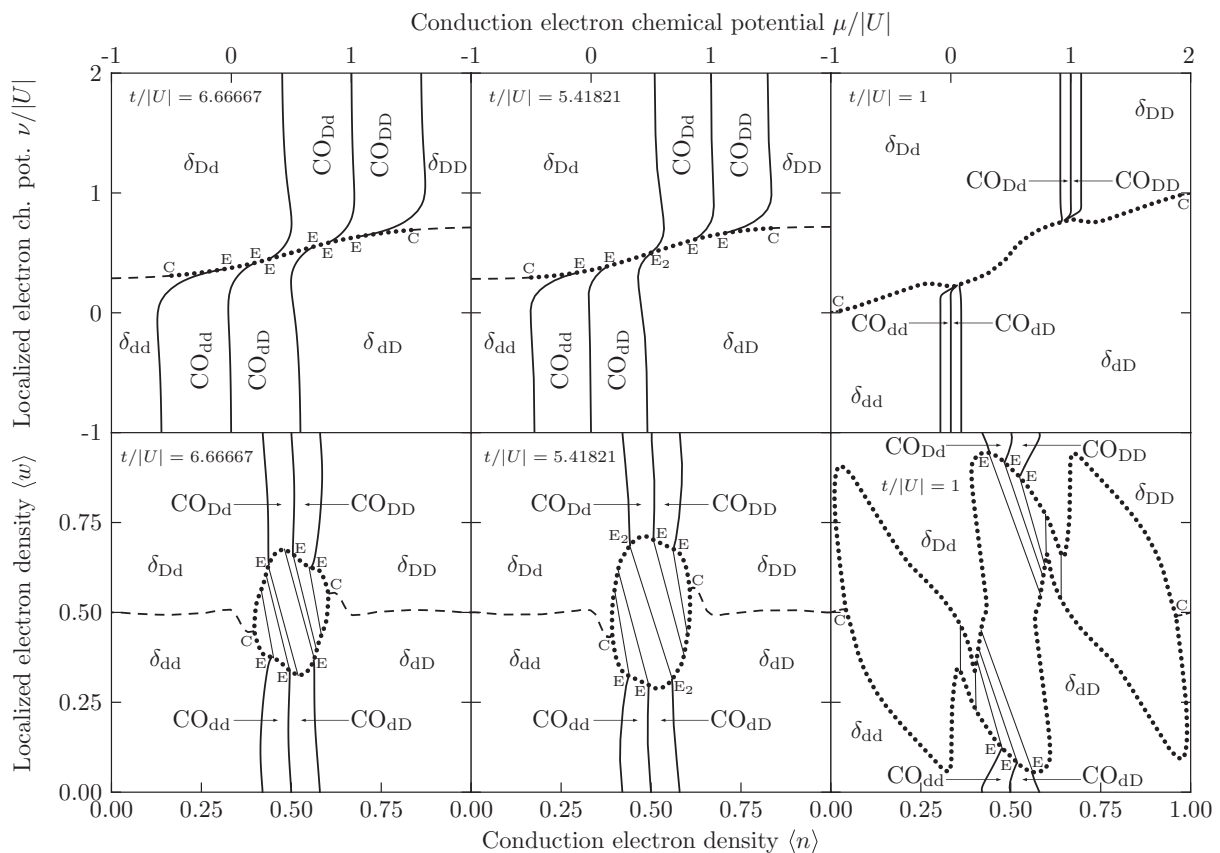 Conduction electron chemical potential μ/|U|
-1 0 1 -1 0 1 -1 0 1 2
Localized electron ch. pot. ν/|U|
2
1
0
-1
t/|U| = 6.66667
δDd
CODd
CODD
δDD
C E E E E E E C
δdd
COdd
COdD
δdD
t/|U| = 5.41821
δDd
CODd
CODD
δDD
C E E E2 E E C
δdd
COdd
COdD
δdD
t/|U| = 1
δDD
δDd
CODd CODD
C
C
COdd COdD
δdD
δdd
Localized electron density ⟨w⟩
0.75
0.50
0.25
0.00
t/|U| = 6.66667
CODd CODD
δDd δDD
E E E
C C
δdd δdD
E E E
COdd COdD
t/|U| = 5.41821
CODd CODD
E2 E E
δDd δDD
C C
δdd δdD
E E E2
COdd COdD
CODd CODD
E E E
t/|U| = 1
δDD
δDd
C C
δdD
δdd
E E E
COdd COdD
0.00 0.25 0.50 0.75 0.00 0.25 0.50 0.75 0.00 0.25 0.50 0.75 1.00
Conduction electron density ⟨n⟩